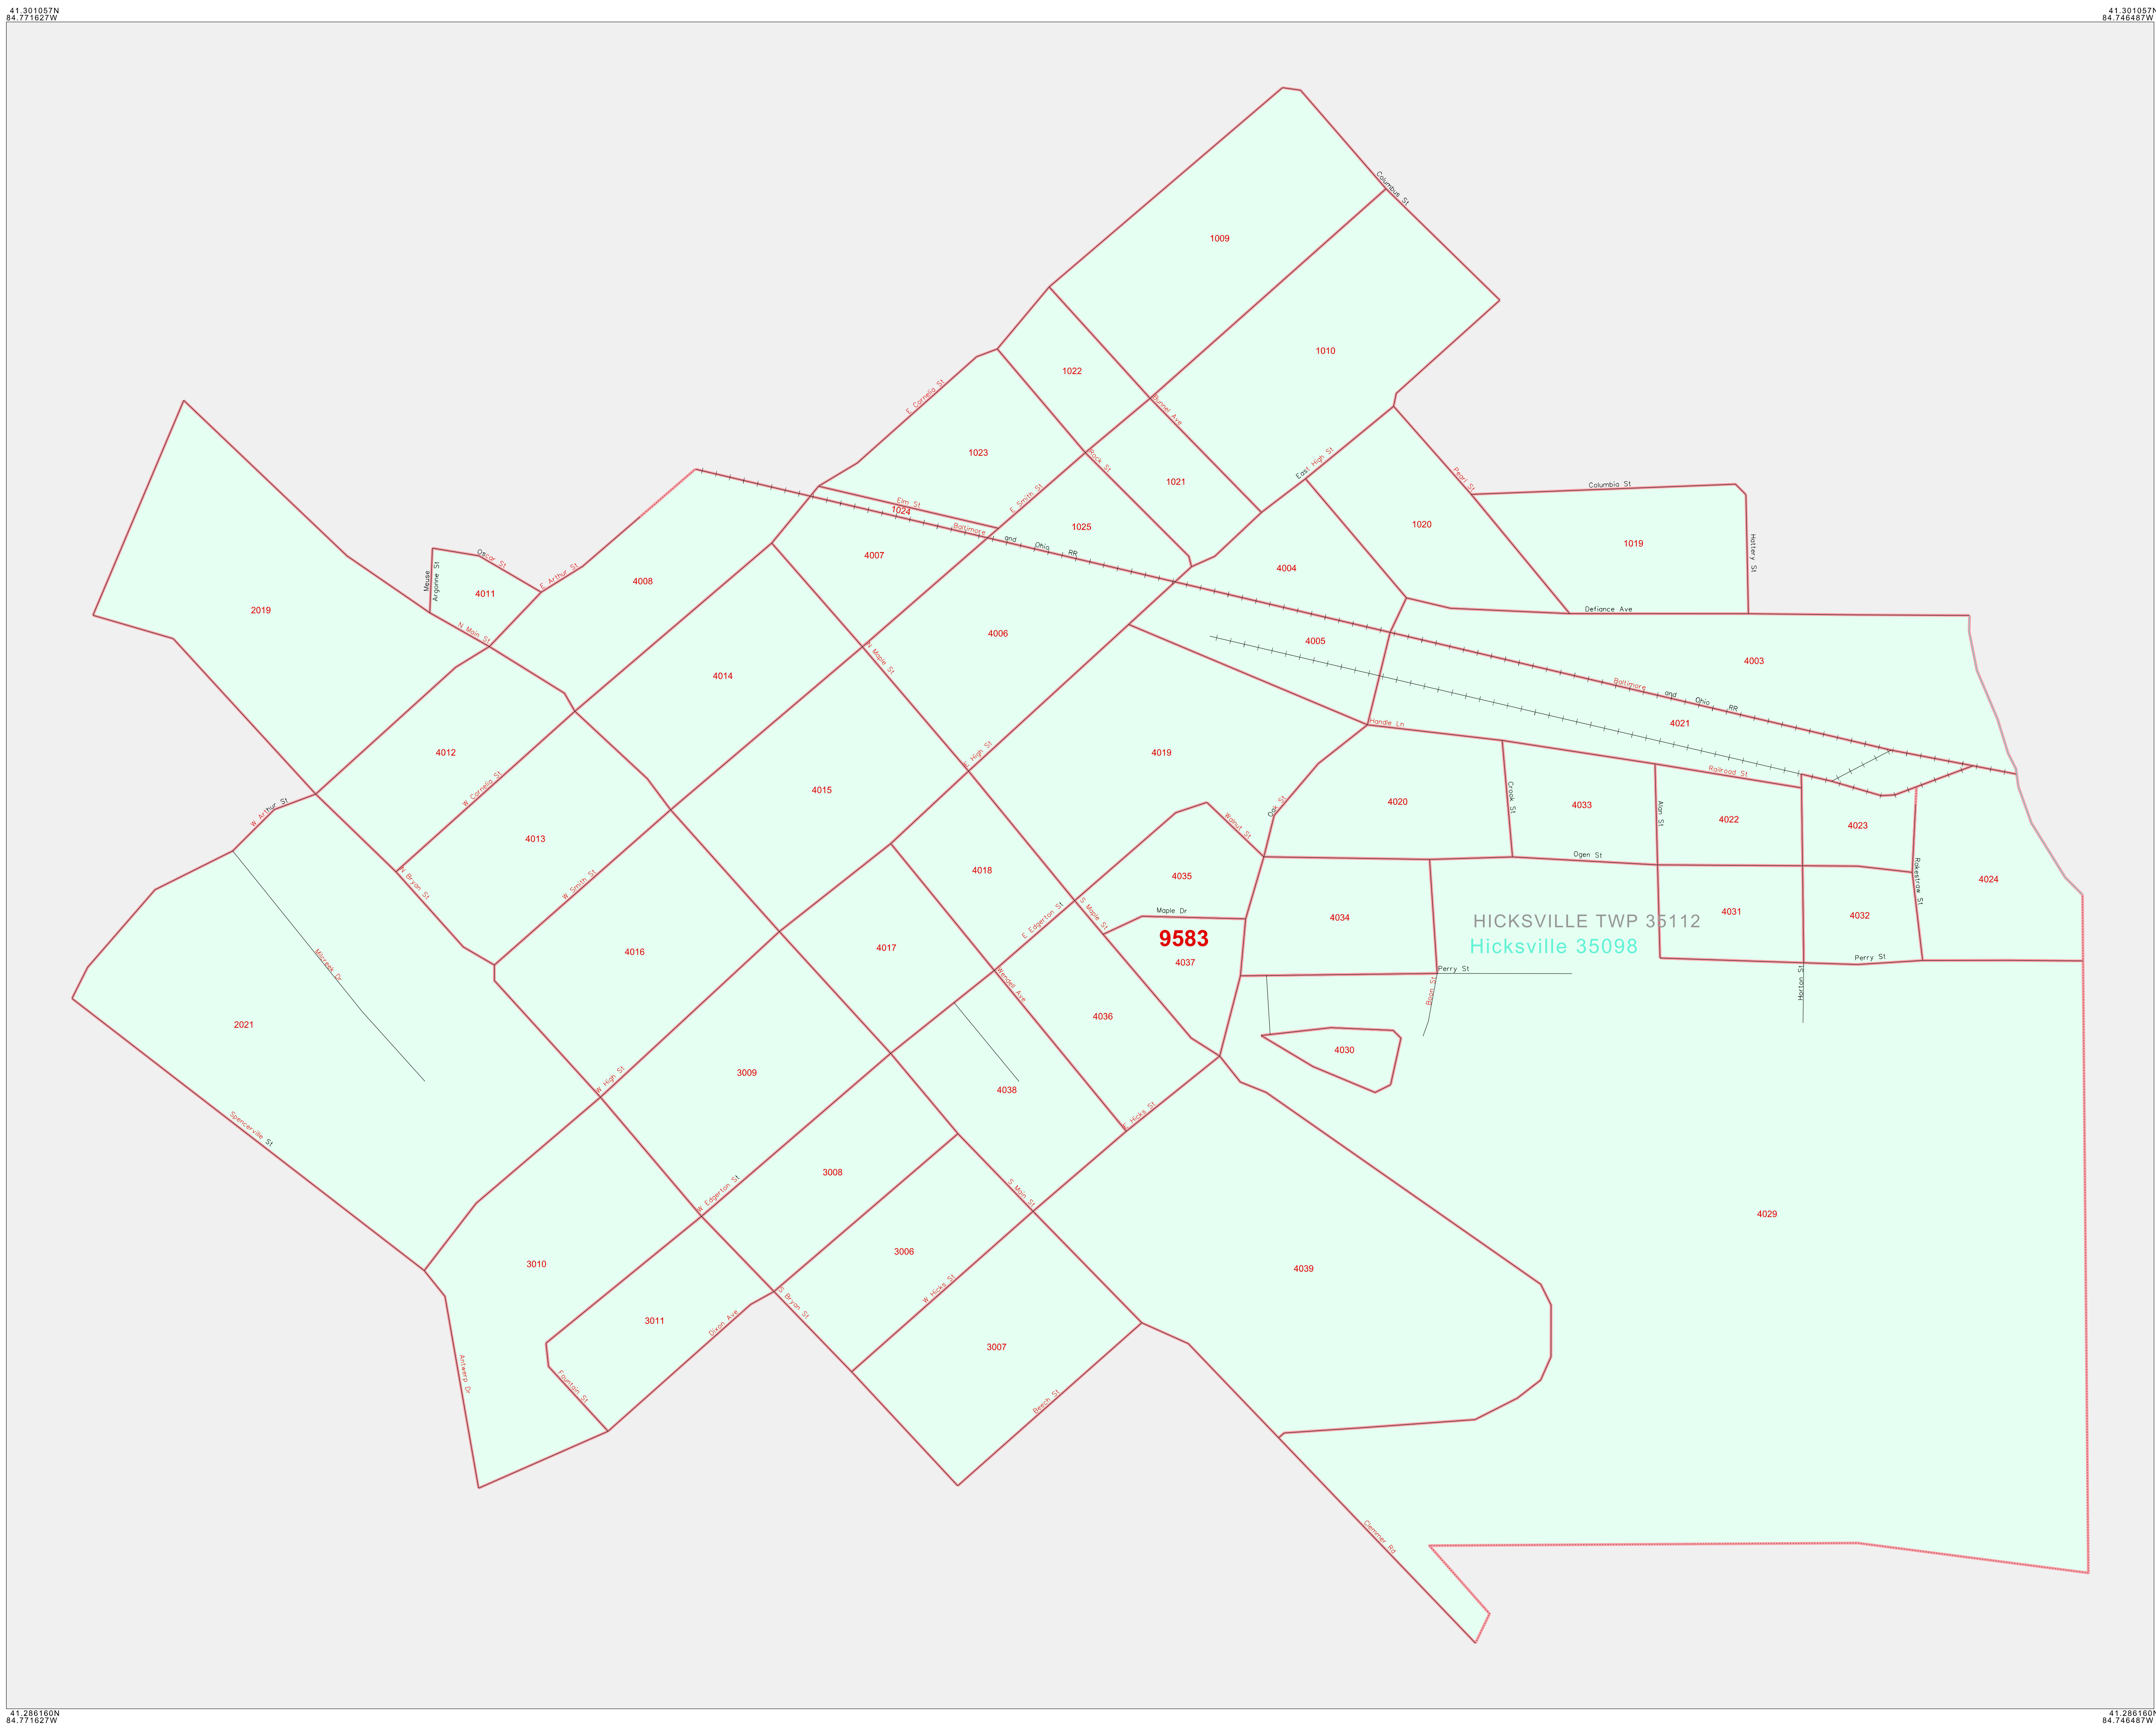 41.301057N
84.771627W
41.301057N
84.746487W
Columbus St
1009
1010
1022
E Cornelia St
Bunnel Ave
1023
Rock St
East High St
Pearl St
Columbia St
1021
E Smith St
Elm St
1024
1025
1020
1019
Hattery St
Baltimore and Ohio RR
4007
Oscar St
E Arthur St
4008
4004
Meuse Argonne St
4011
2019
Defiance Ave
N Main St
4006
4005
4003
N Maple St
4014
Baltimore and Ohio RR
4021
Handle Ln
4012
E High St
4019
Railroad St
W Cornelia St
4015
Crook St
4020
4033
Algn St
4022
4023
W Arthur St
Oak St
Walnut St
4013
Ogen St
N Bryan St
W Smith St
4018
4035
Rakestraw St
4024
S Maple St
Maple Dr
4034
4031
4032
HICKSVILLE TWP 35112
Hicksville 35098
E Edgerton St
9583
4037
4016
4017
Millcreek Dr
Perry St
Perry St
Wendell Ave
Horton St
4036
2021
4030
W High St
3009
4038
Spencerville St
E Hicks St
3008
S Main St
W Edgerton St
4029
3006
3010
4039
W Hicks St
S Bryan St
3011
Dixon Ave
3007
Antwerp Dr
Fountain St
Beech St
Clemmer Rd
41.286160N
84.771627W
41.286160N
84.746487W